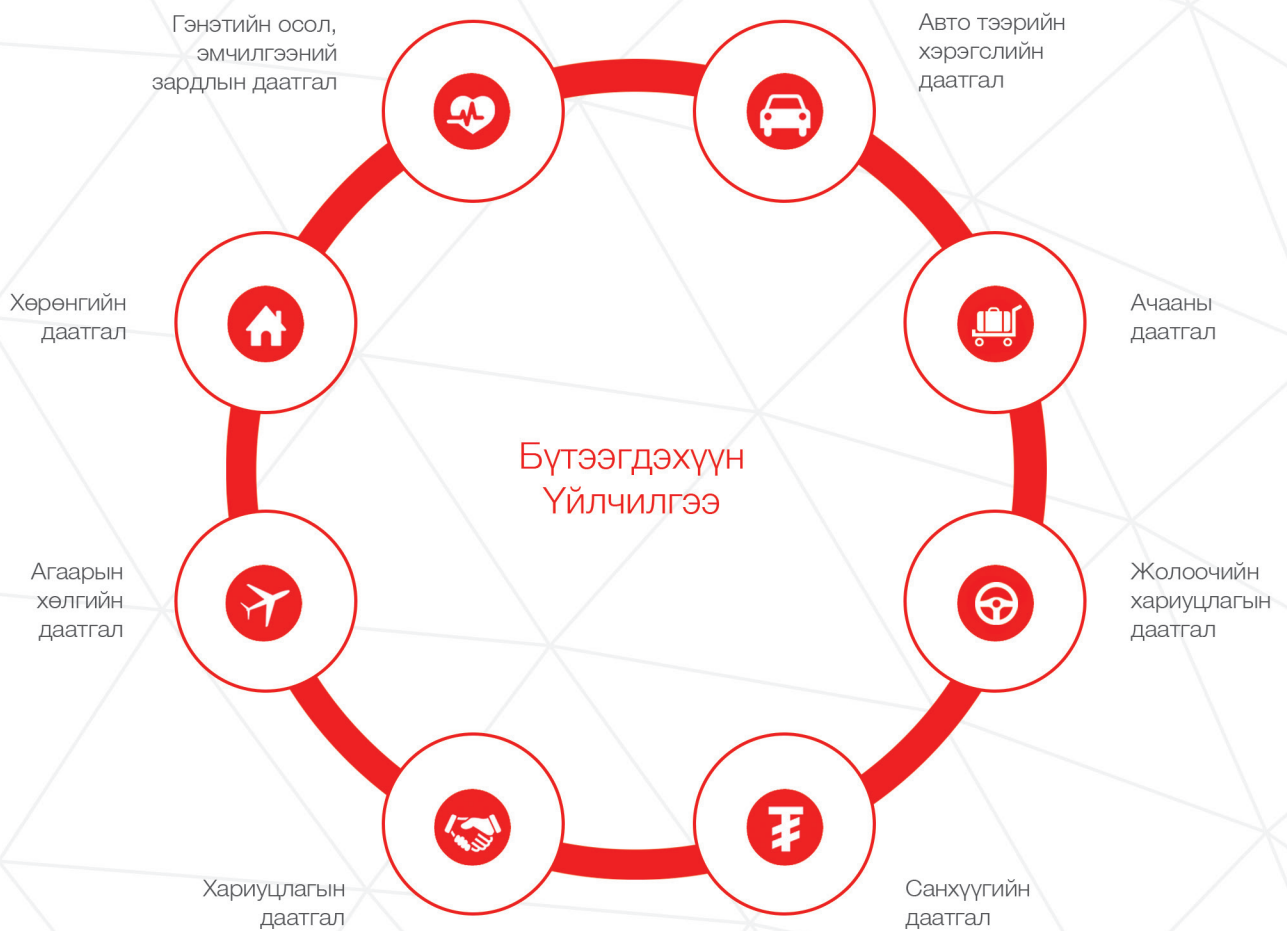 Гэнэтийн осол,
эмчилгээний
зардлын даатгал
Авто тээрийн
хэрэгслийн
даатгал
Хөрөнгийн
даатгал
Ачааны
даатгал
Бүтээгдэхүүн
Үйлчилгээ
Агаарын
хөлгийн
даатгал
Жолоочийн
хариуцлагын
даатгал
Хариуцлагын
даатгал
Санхүүгийн
даатгал